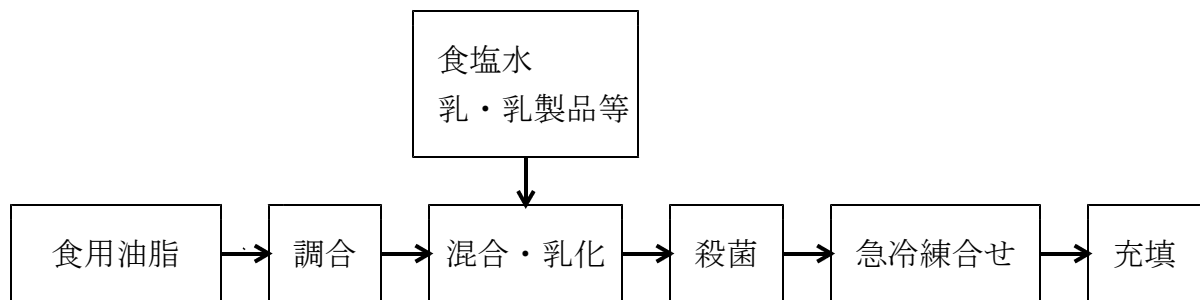 食塩水
乳・乳製品等
食用油脂
調合
混合・乳化
殺菌
急冷練合せ
充填